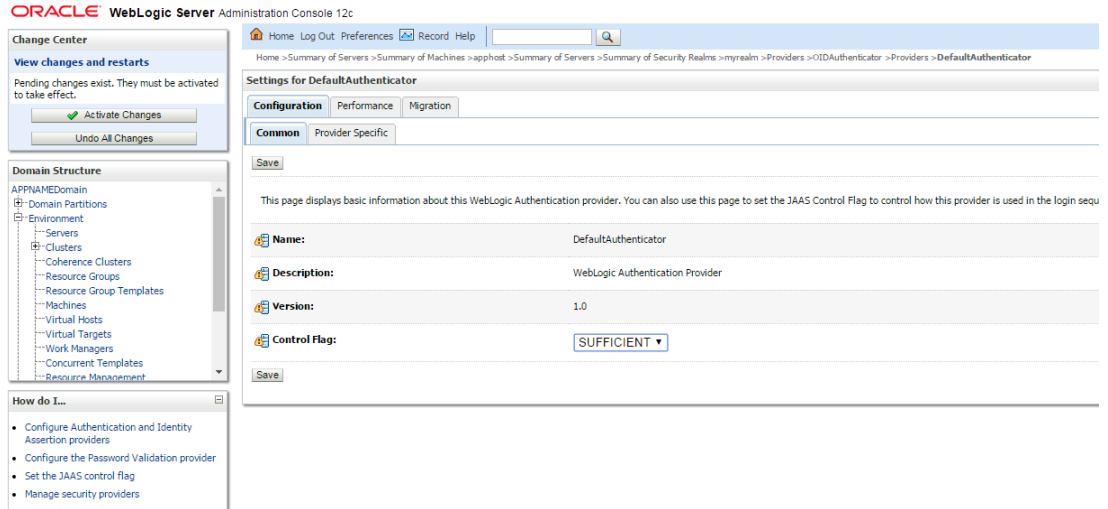 ORACLE WebLogic Server Administration Console 12c
Change Center
View changes and restarts
Pending changes exist. They must be activated
to take effect.
Activate Changes
Undo All Changes
Domain Structure
APPNAMEDomain
Domain Partitions
Environment
Servers
Clusters
Coherence Clusters
Resource Groups
Resource Group Templates
Machines
Virtual Hosts
Virtual Targets
Work Managers
Concurrent Templates
Resource Management
How do I...
Configure Authentication and Identity
Assertion providers
Configure the Password Validation provider
Set the JAAS control flag
Manage security providers
Home Log Out Preferences Record Help
Home >Summary of Servers >Summary of Machines >apphost >Summary of Servers >Summary of Security Realms >myrealm >Providers >OIDAuthenticator >Providers >DefaultAuthenticator
Settings for DefaultAuthenticator
Configuration Performance Migration
Common Provider Specific
Save
This page displays basic information about this WebLogic Authentication provider. You can also use this page to set the JAAS Control Flag to control how this provider is used in the login sequ
Name: DefaultAuthenticator
Description: WebLogic Authentication Provider
Version: 1.0
Control Flag: SUFFICIENT
Save